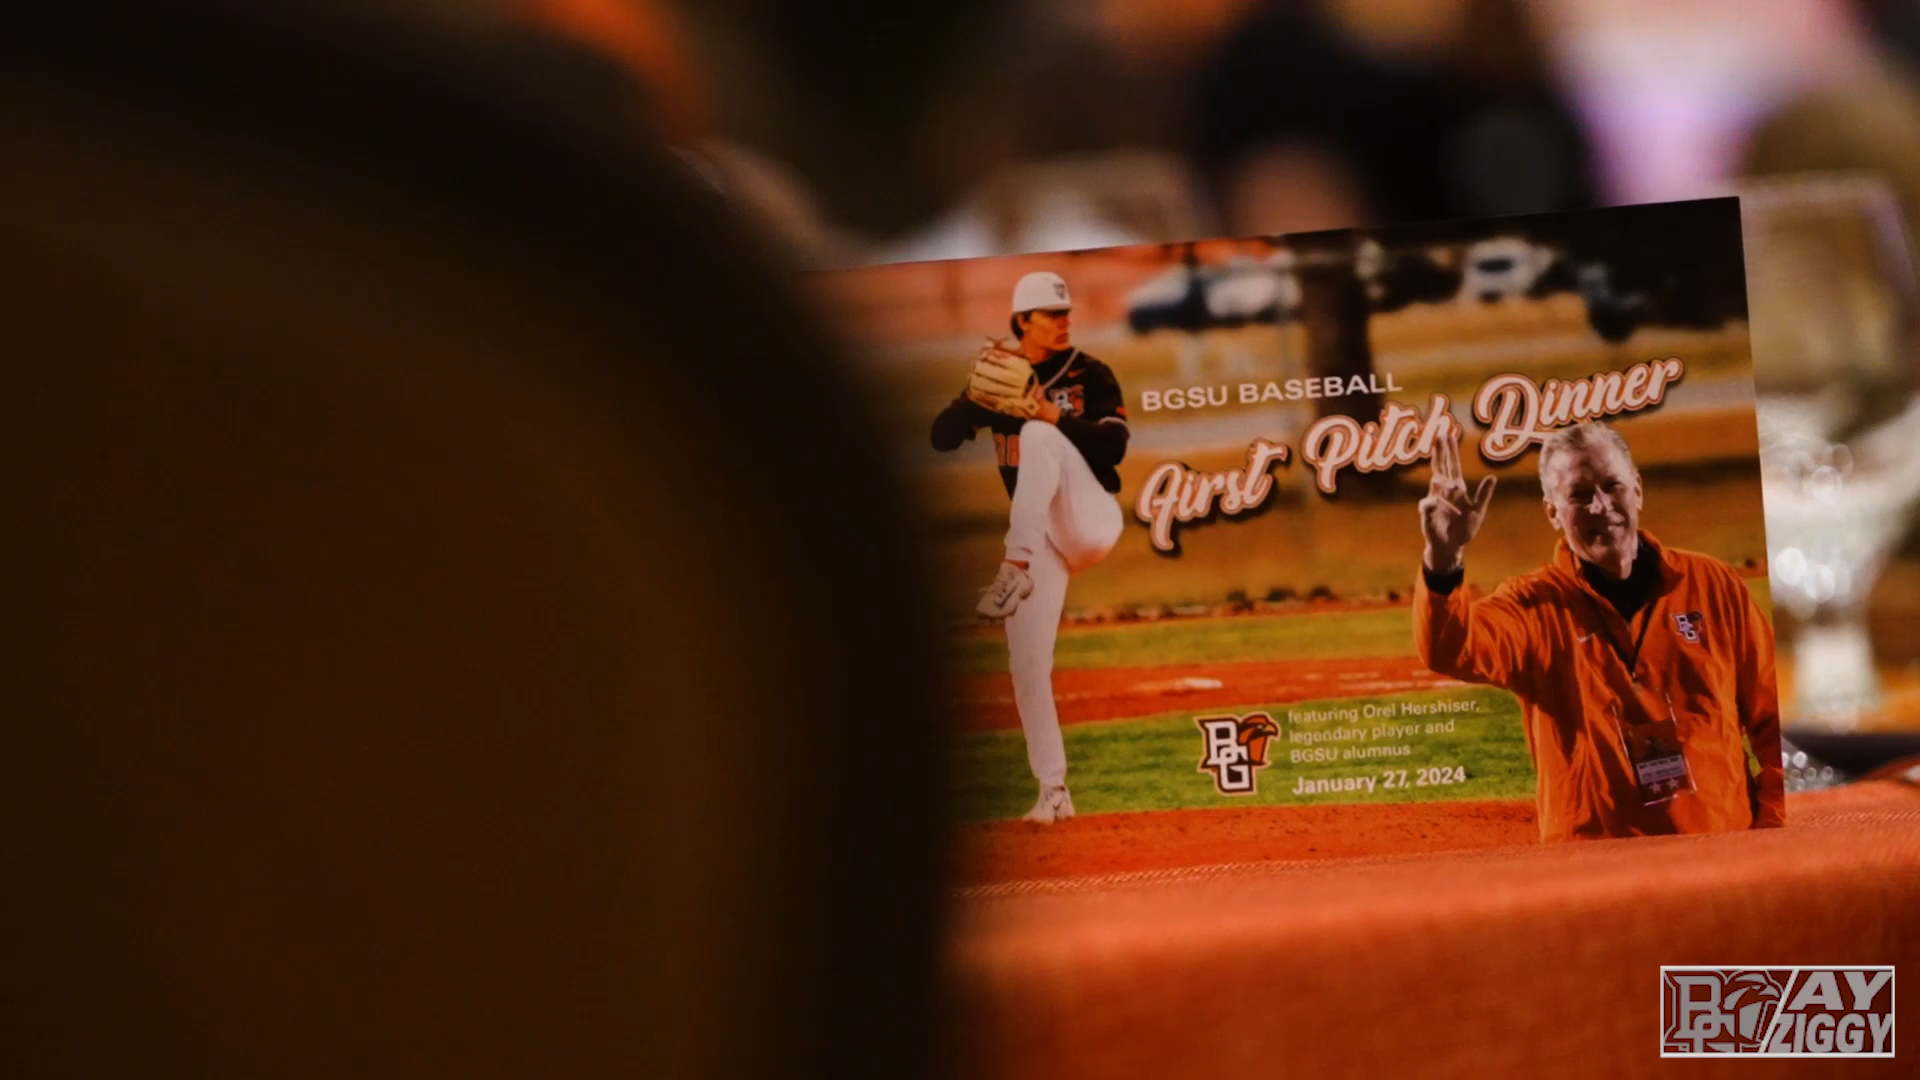 BGSU BASEBALL
First Pitch Dinner
BG
featuring Orel Hershiser,
legendary player and
BGSU alumnus
January 27, 2024
BG
AY
ZIGGY